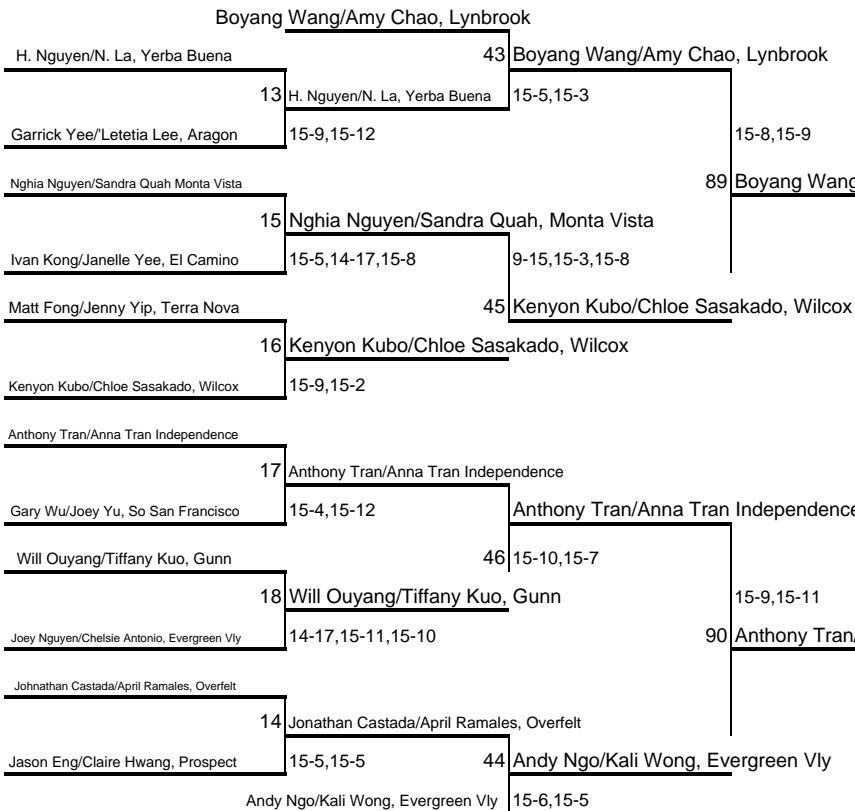 Boyang Wang/Amy Chao, Lynbrook
H. Nguyen/N. La, Yerba Buena
43 Boyang Wang/Amy Chao, Lynbrook
13 H. Nguyen/N. La, Yerba Buena 15-5,15-3
Garrick Yee/'Letetia Lee, Aragon 15-9,15-12 15-8,15-9
Nghia Nguyen/Sandra Quah Monta Vista 89 Boyang Wang
15 Nghia Nguyen/Sandra Quah, Monta Vista
Ivan Kong/Janelle Yee, El Camino 15-5,14-17,15-8 9-15,15-3,15-8
Matt Fong/Jenny Yip, Terra Nova 45 Kenyon Kubo/Chloe Sasakado, Wilcox
16 Kenyon Kubo/Chloe Sasakado, Wilcox
Kenyon Kubo/Chloe Sasakado, Wilcox 15-9,15-2
Anthony Tran/Anna Tran Independence
17 Anthony Tran/Anna Tran Independence
Gary Wu/Joey Yu, So San Francisco 15-4,15-12 Anthony Tran/Anna Tran Independence
Will Ouyang/Tiffany Kuo, Gunn 46 15-10,15-7
18 Will Ouyang/Tiffany Kuo, Gunn 15-9,15-11
Joey Nguyen/Chelsie Antonio, Evergreen Vly 14-17,15-11,15-10 90 Anthony Tran/
Johnathan Castada/April Ramales, Overfelt
14 Jonathan Castada/April Ramales, Overfelt
Jason Eng/Claire Hwang, Prospect 15-5,15-5 44 Andy Ngo/Kali Wong, Evergreen Vly
Andy Ngo/Kali Wong, Evergreen Vly 15-6,15-5